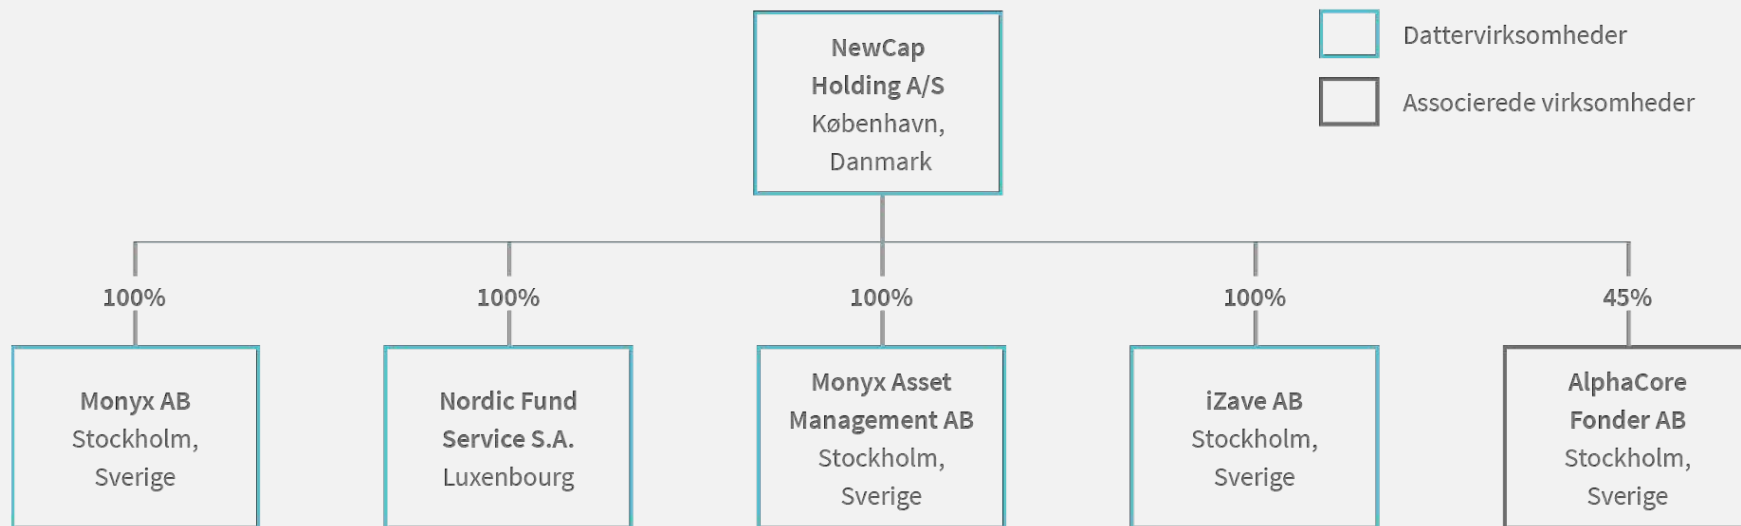 NewCap
Holding A/S
København,
Danmark
Dattervirksomheder
Associerede virksomheder
100%
100%
100%
100%
45%
Monyx AB
Stockholm,
Sverige
Nordic Fund
Service S.A.
Luxenbourg
Monyx Asset
Management AB
Stockholm,
Sverige
iZave AB
Stockholm,
Sverige
AlphaCore
Fonder AB
Stockholm,
Sverige